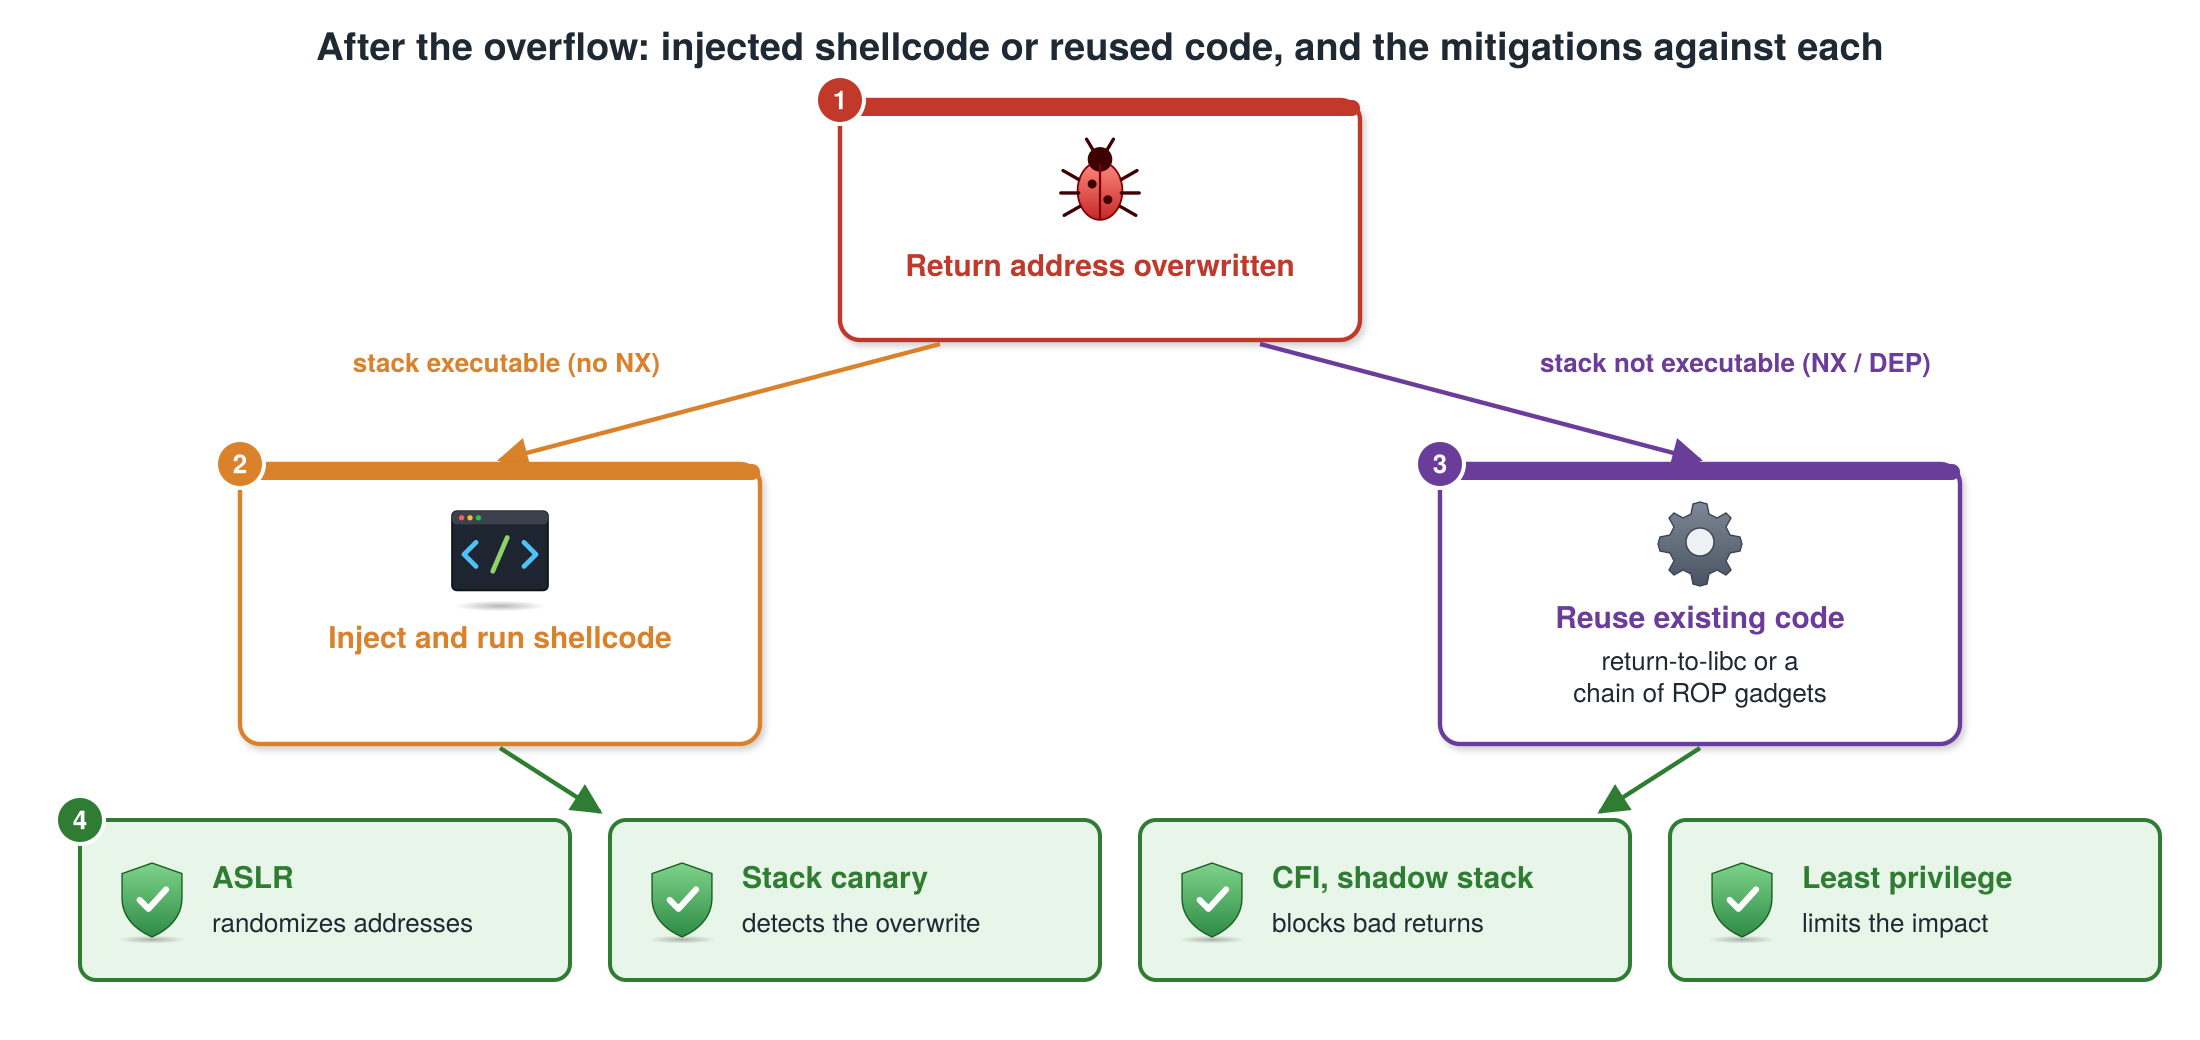 After the overflow: injected shellcode or reused code, and the mitigations against each
1
Return address overwritten
stack executable (no NX)
stack not executable (NX / DEP)
2
</>
Inject and run shellcode
3
Reuse existing code
return-to-libc or a
chain of ROP gadgets
4
ASLR
randomizes addresses
Stack canary
detects the overwrite
CFI, shadow stack
blocks bad returns
Least privilege
limits the impact